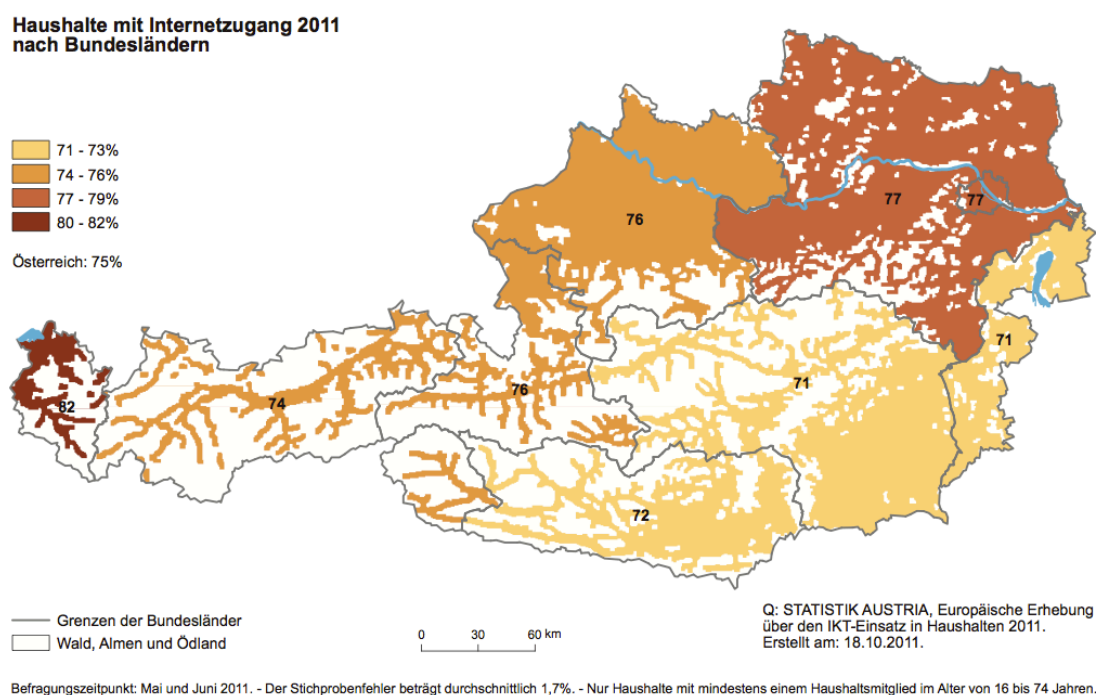 Haushalte mit Internetzugang 2011
nach Bundesländern
71 - 73%
74 - 76%
77 - 79%
80 - 82%
Österreich: 75%
76
77
77
71
82
74
76
71
72
Grenzen der Bundesländer
Wald, Almen und Ödland
0 30 60 km
Q: STATISTIK AUSTRIA, Europäische Erhebung
über den IKT-Einsatz in Haushalten 2011.
Erstellt am: 18.10.2011.
Befragungszeitpunkt: Mai und Juni 2011. - Der Stichprobenfehler beträgt durchschnittlich 1,7%. - Nur Haushalte mit mindestens einem Haushaltsmitglied im Alter von 16 bis 74 Jahren.